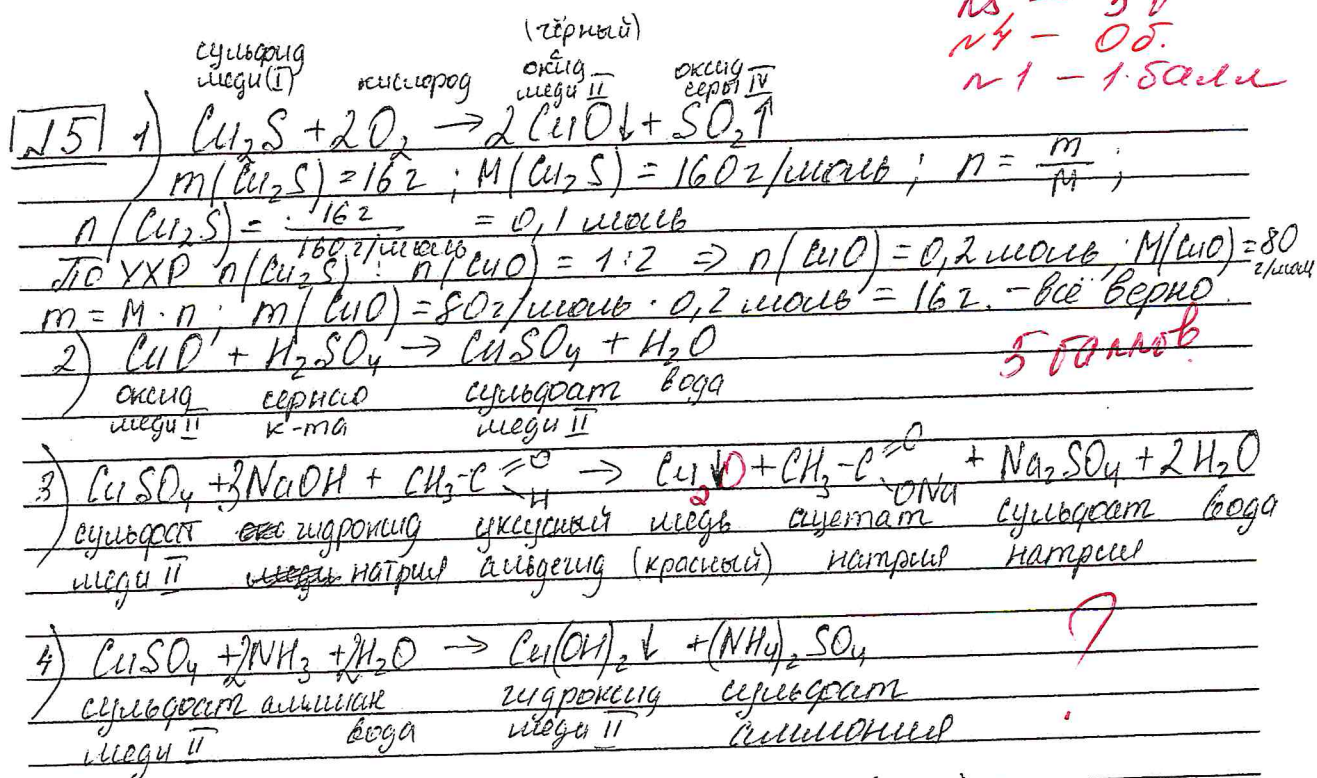 №5 - 5 б
№4 - 0 б.
№1 - 1 балл
сульфид меди (I) кислород (чёрный) оксид меди II оксид серы IV
№5 1) Cu₂S + 2O₂ → 2CuO↓ + SO₂↑
m(Cu₂S) = 16 г ; M(Cu₂S) = 160 г/моль ; n = m/M ;
n(Cu₂S) = 16 г / 160 г/моль = 0,1 моль
По УХР n(Cu₂S) : n(CuO) = 1:2 ⇒ n(CuO) = 0,2 моль ; M(CuO) = 80 г/моль
m = M · n ; m(CuO) = 80 г/моль · 0,2 моль = 16 г. - всё верно.
2) CuO + H₂SO₄ → CuSO₄ + H₂O
5 баллов
оксид серная сульфат вода
меди II к-та меди II
3) CuSO₄ + 3NaOH + CH₃-C(=O)H → Cu₂O↓ + CH₃-C(=O)ONa + Na₂SO₄ + 2H₂O
сульфат гидроксид уксусный медь ацетат сульфат вода
меди II натрия альдегид (красный) натрия натрия
4) CuSO₄ + 2NH₃ + 2H₂O → Cu(OH)₂↓ + (NH₄)₂SO₄ ?
сульфат аммиак гидроксид сульфат
меди II вода меди II аммония